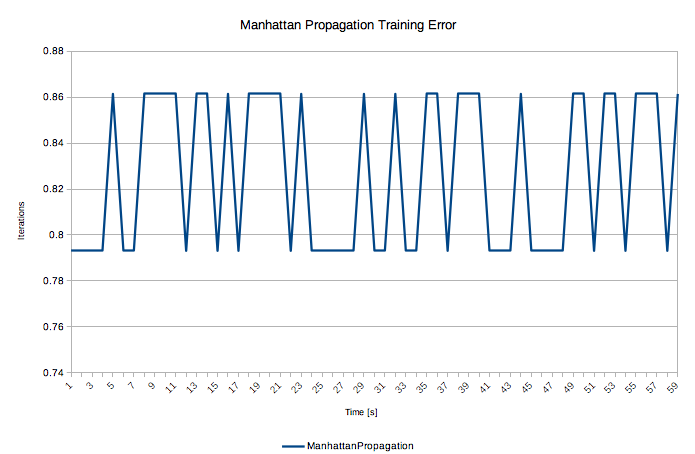 Manhattan Propagation Training Error
0.88
0.86
0.84
0.82
0.8
0.78
0.76
0.74
Iterations
1 3 5 7 9 11 13 15 17 19 21 23 25 27 29 31 33 35 37 39 41 43 45 47 49 51 53 55 57 59
Time [s]
ManhattanPropagation